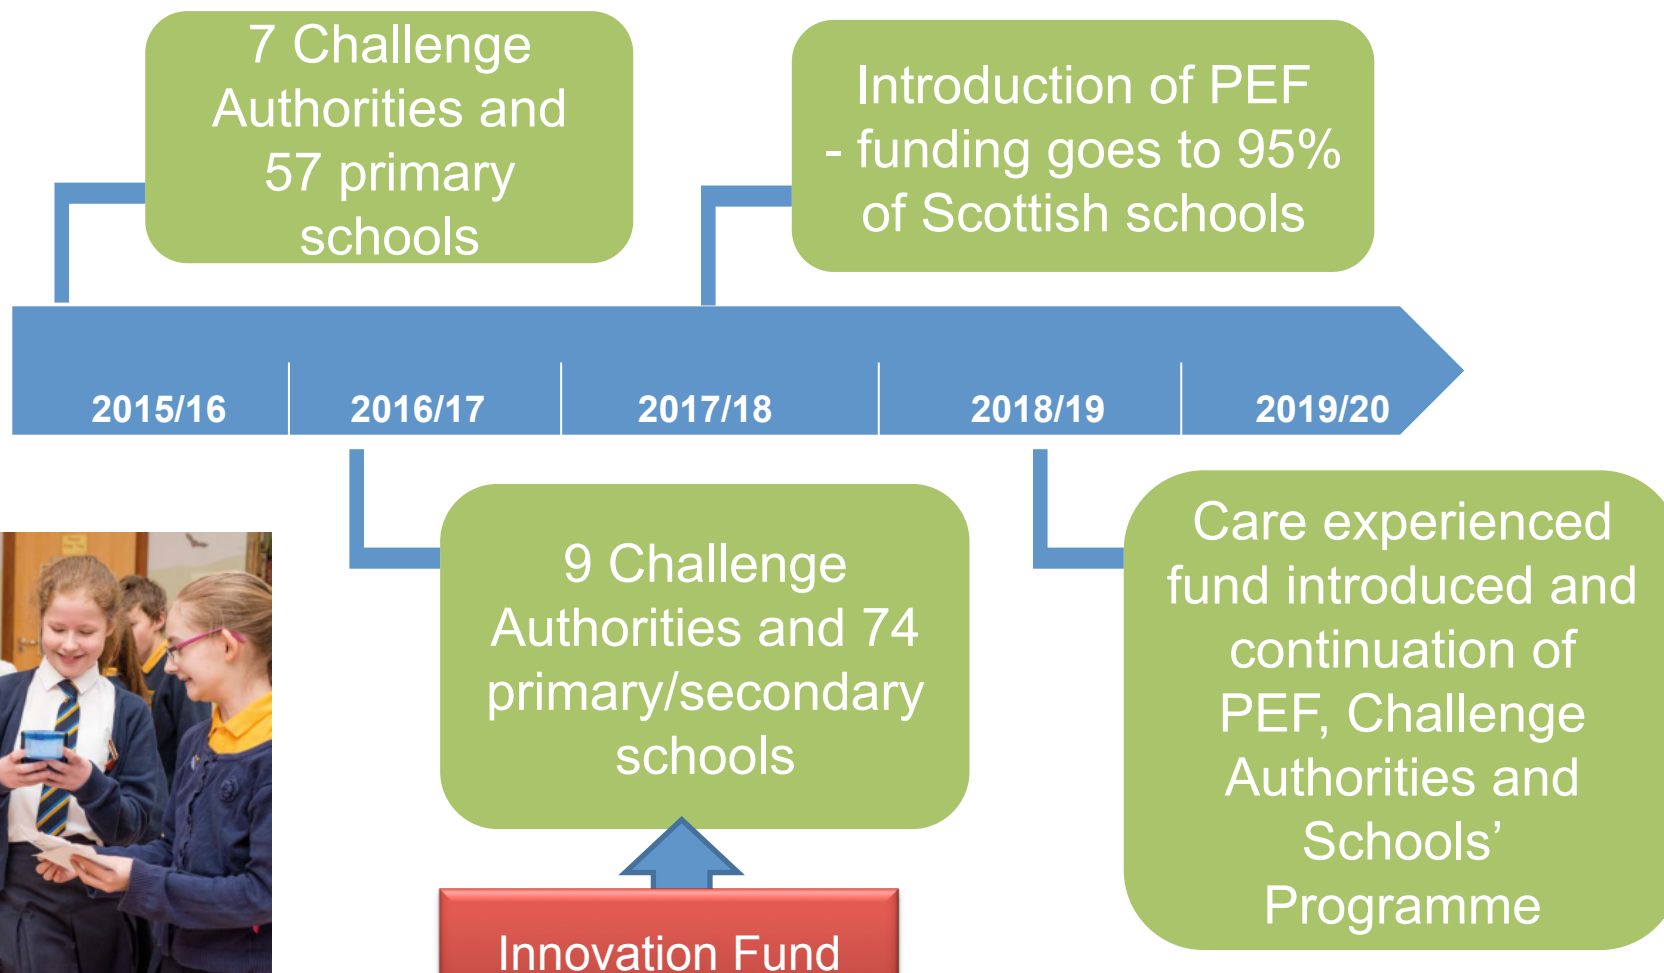 7 Challenge
Authorities and
57 primary
schools
Introduction of PEF
- funding goes to 95%
of Scottish schools
2015/16
2016/17
2017/18
2018/19
2019/20
9 Challenge
Authorities and 74
primary/secondary
schools
Innovation Fund
Care experienced
fund introduced and
continuation of
PEF, Challenge
Authorities and
Schools’
Programme